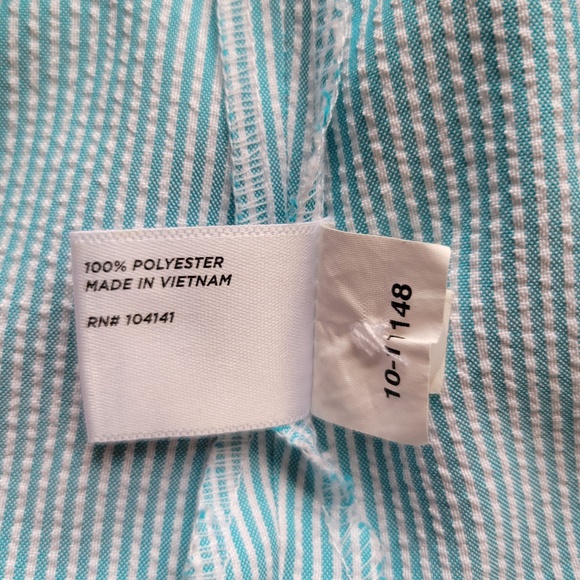 100% POLYESTER
MADE IN VIETNAM
RN# 104141